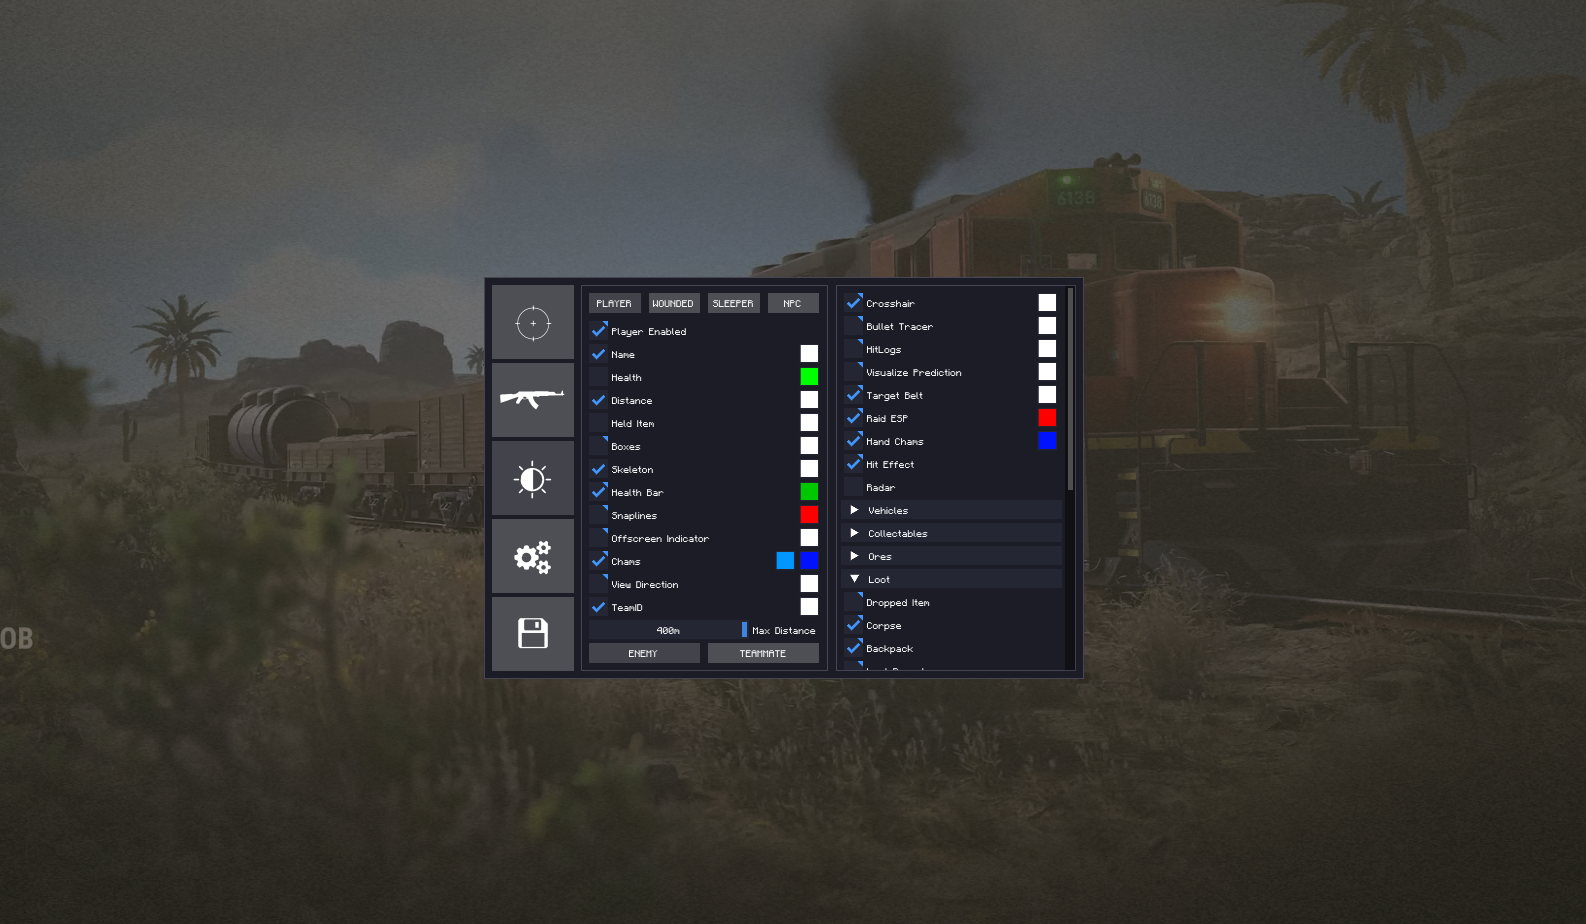 6138
6138
OB
PLAYER WOUNDED SLEEPER NPC
Player Enabled
Name
Health
Distance
Held Item
Boxes
Skeleton
Health Bar
Snaplines
Offscreen Indicator
Chams
View Direction
TeamID
400m Max Distance
ENEMY TEAMMATE
Crosshair
Bullet Tracer
HitLogs
Visualize Prediction
Target Belt
Raid ESP
Hand Chams
Hit Effect
Radar
Vehicles
Collectables
Ores
Loot
Dropped Item
Corpse
Backpack